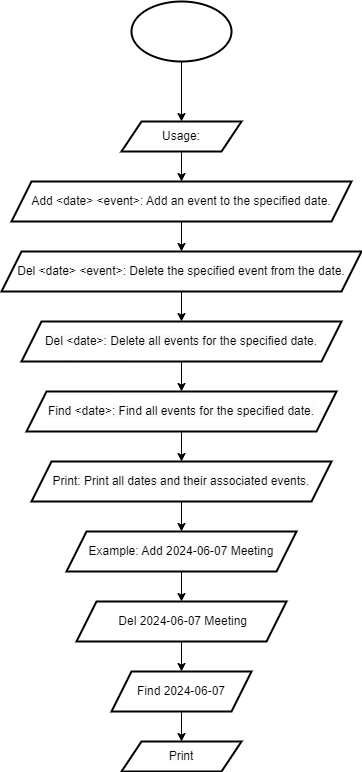 Usage:
Add <date> <event>: Add an event to the specified date.
Del <date> <event>: Delete the specified event from the date.
Del <date>: Delete all events for the specified date.
Find <date>: Find all events for the specified date.
Print: Print all dates and their associated events.
Example: Add 2024-06-07 Meeting
Del 2024-06-07 Meeting
Find 2024-06-07
Print